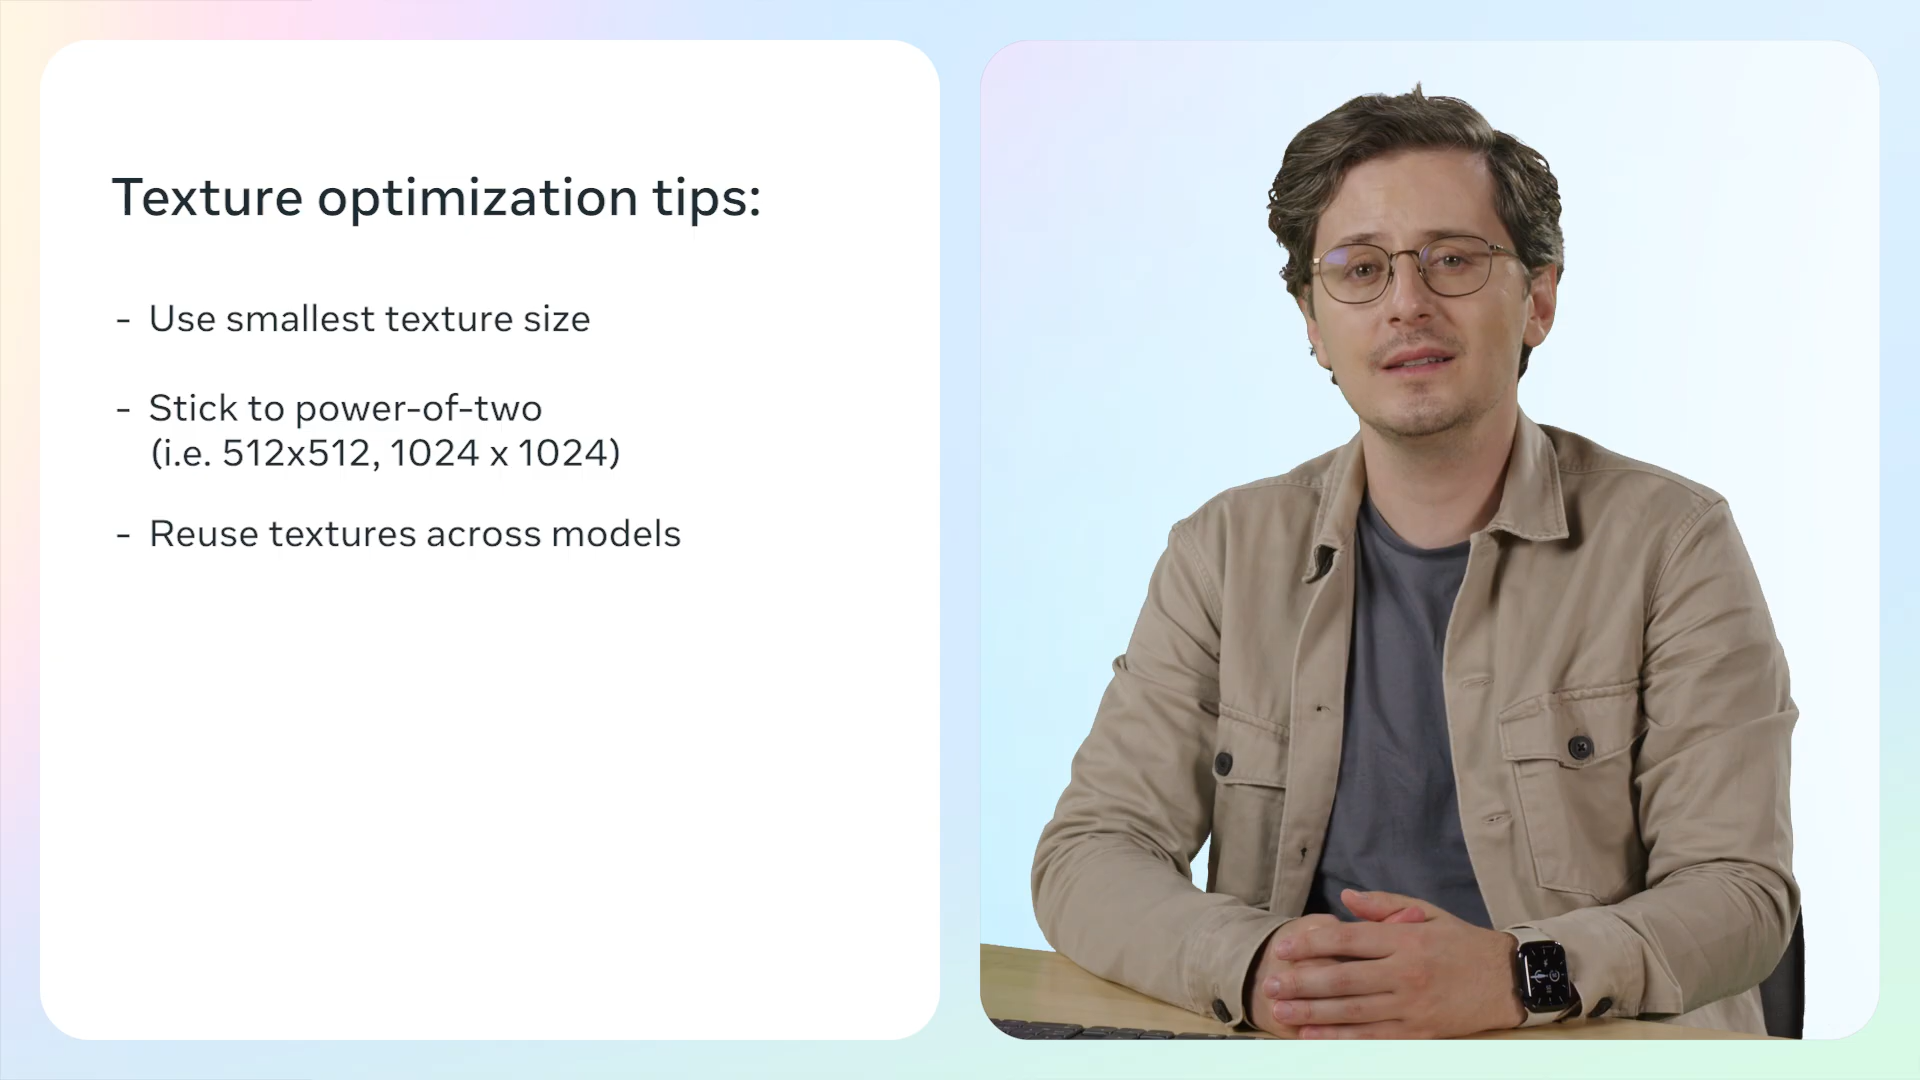 Texture optimization tips:
- Use smallest texture size
- Stick to power-of-two
(i.e. 512x512, 1024 x 1024)
- Reuse textures across models